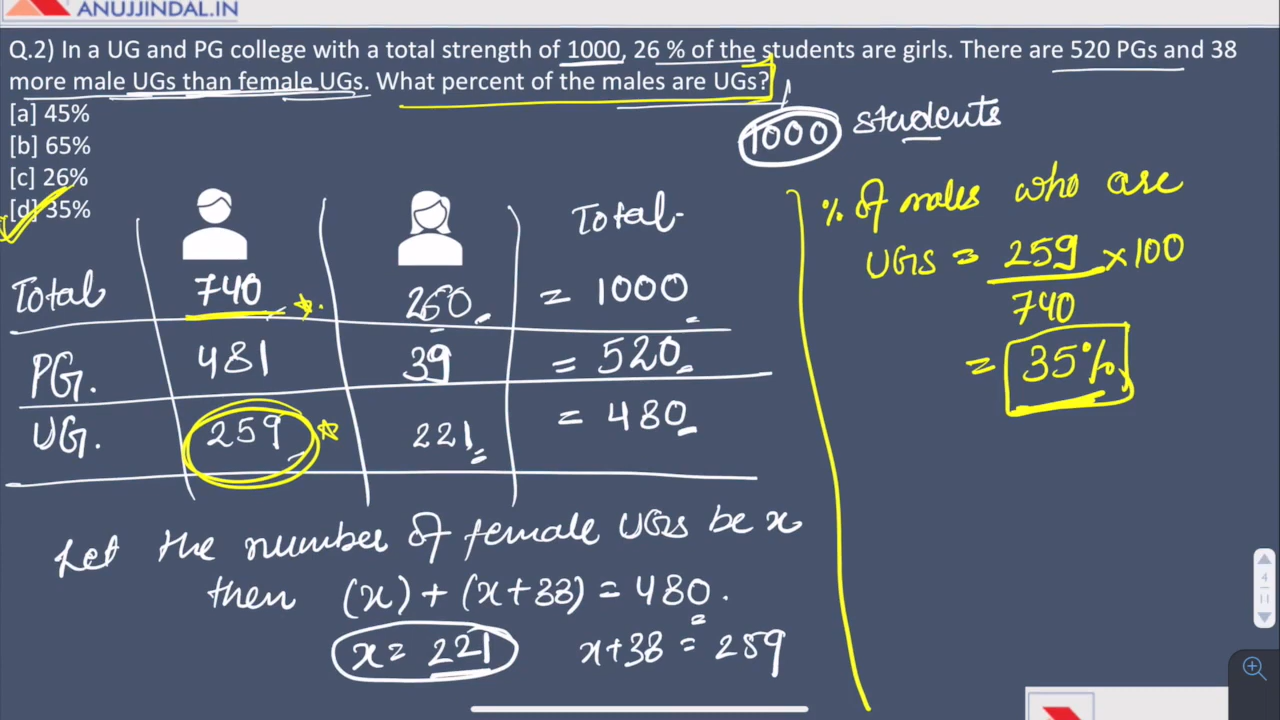 ANUJJINDAL.IN
Q.2) In a UG and PG college with a total strength of 1000, 26 % of the students are girls. There are 520 PGs and 38
more male UGs than female UGs. What percent of the males are UGs?
[a] 45%
[b] 65%
[c] 26%
[d] 35%
1000 students
Total
Total 740 260 = 1000
PG. 481 39 = 520
UG. 259 221 = 480
Let the number of female UGs be x
then (x) + (x+38) = 480.
x = 221 x+38 = 259
% of males who are
UGs = 259 × 100
740
= 35%
4
11